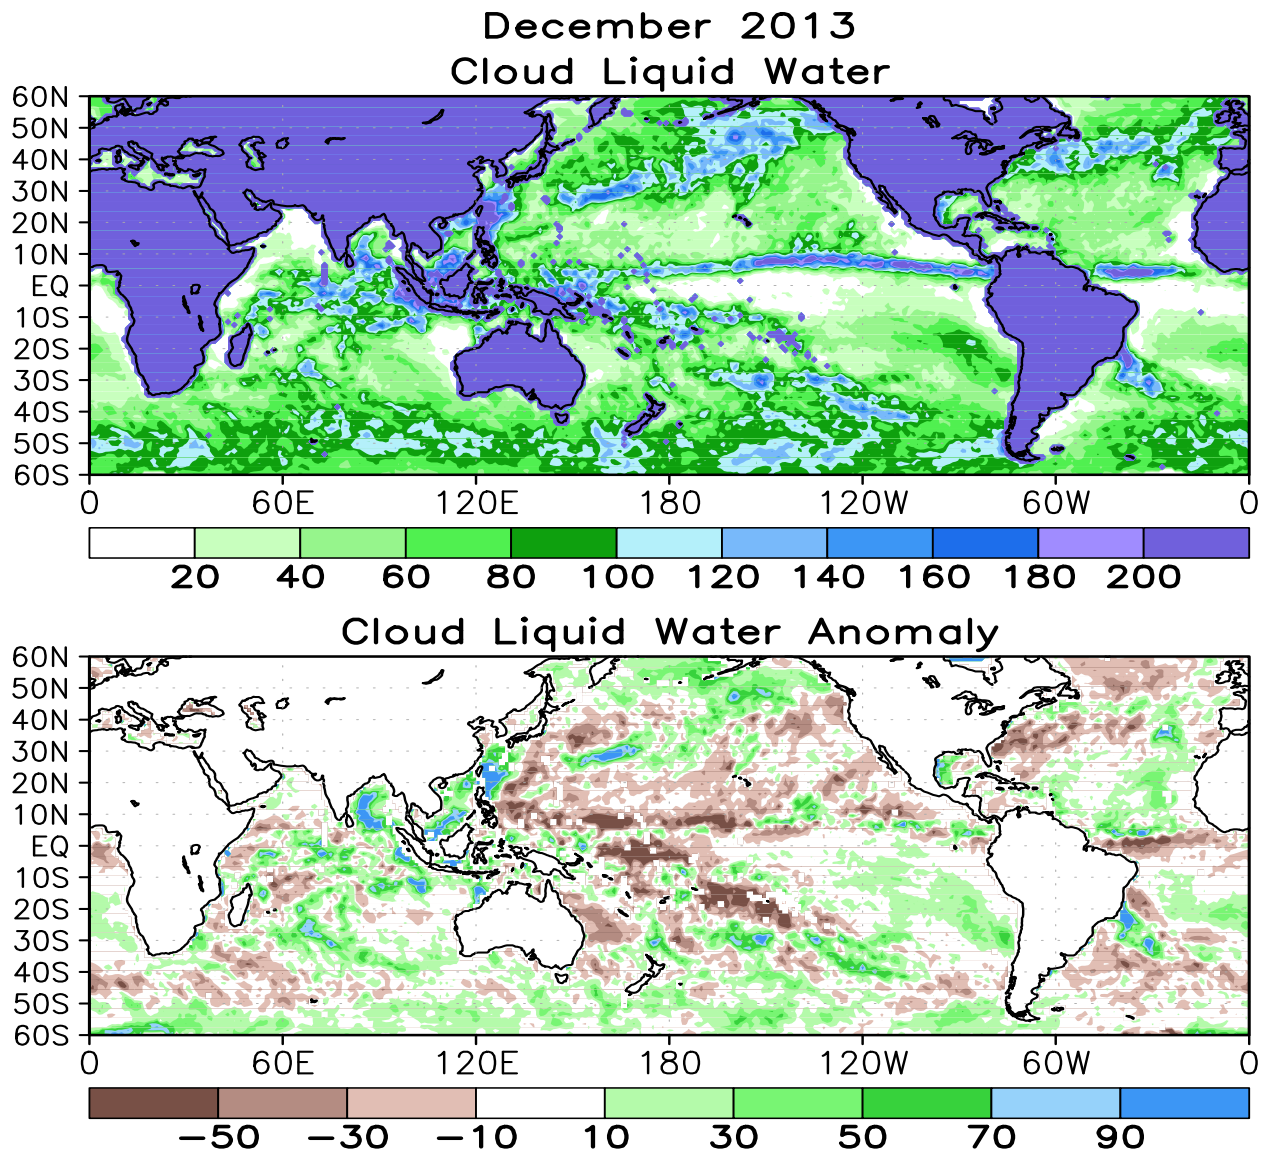 December 2013
Cloud Liquid Water
60N
50N
40N
30N
20N
10N
EQ
10S
20S
30S
40S
50S
60S
0 60E 120E 180 120W 60W 0
20 40 60 80 100 120 140 160 180 200
Cloud Liquid Water Anomaly
60N
50N
40N
30N
20N
10N
EQ
10S
20S
30S
40S
50S
60S
0 60E 120E 180 120W 60W 0
−50 −30 −10 10 30 50 70 90